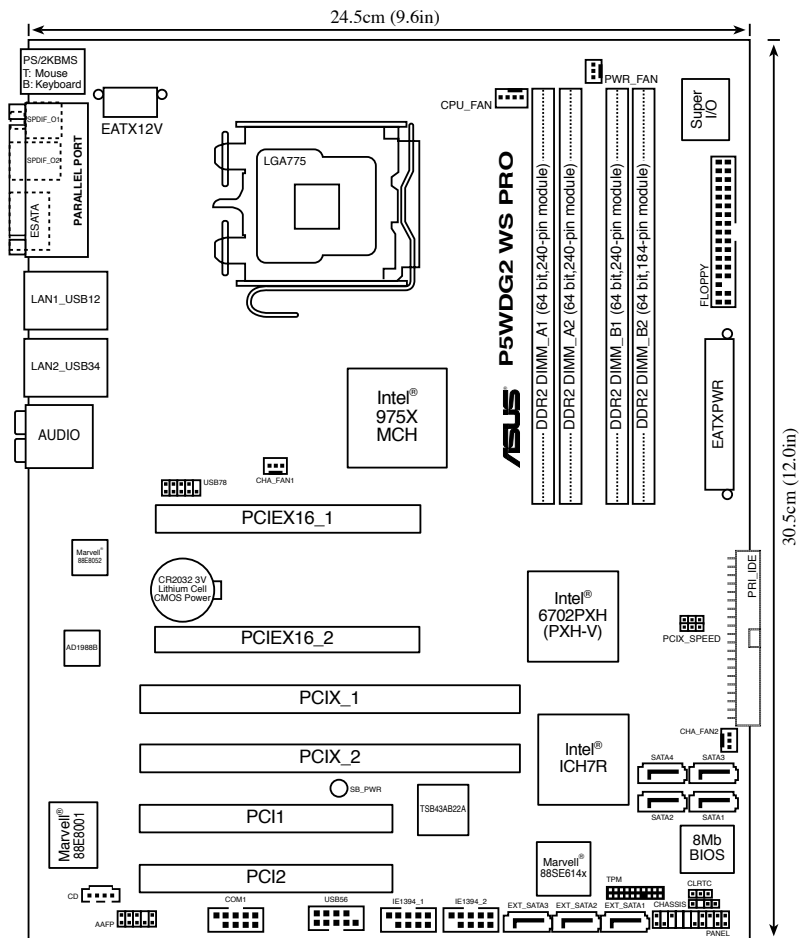 24.5cm (9.6in)
PS/2KBMS
T: Mouse
B: Keyboard
EATX12V
SPDIF_O1
SPDIF_O2
PARALLEL PORT
ESATA
LAN1_USB12
LAN2_USB34
AUDIO
LGA775
CPU_FAN
PWR_FAN
Super
I/O
P5WDG2 WS PRO
ASUS®
DDR2 DIMM_A1 (64 bit,240-pin module)
DDR2 DIMM_A2 (64 bit,240-pin module)
DDR2 DIMM_B1 (64 bit,240-pin module)
DDR2 DIMM_B2 (64 bit,184-pin module)
FLOPPY
EATXPWR
30.5cm (12.0in)
Intel®
975X
MCH
CHA_FAN1
USB78
PCIEX16_1
Marvell®
88E8052
CR2032 3V
Lithium Cell
CMOS Power
Intel®
6702PXH
(PXH-V)
PCIX_SPEED
PRI_IDE
AD1988B
PCIEX16_2
PCIX_1
PCIX_2
Intel®
ICH7R
CHA_FAN2
SATA4
SATA3
SATA2
SATA1
SB_PWR
TSB43AB22A
PCI1
Marvell®
88E8001
8Mb
BIOS
Marvell®
88SE614x
PCI2
CD
AAFP
COM1
USB56
IE1394_1
IE1394_2
EXT_SATA3
EXT_SATA2
EXT_SATA1
TPM
CLRTC
CHASSIS
PANEL